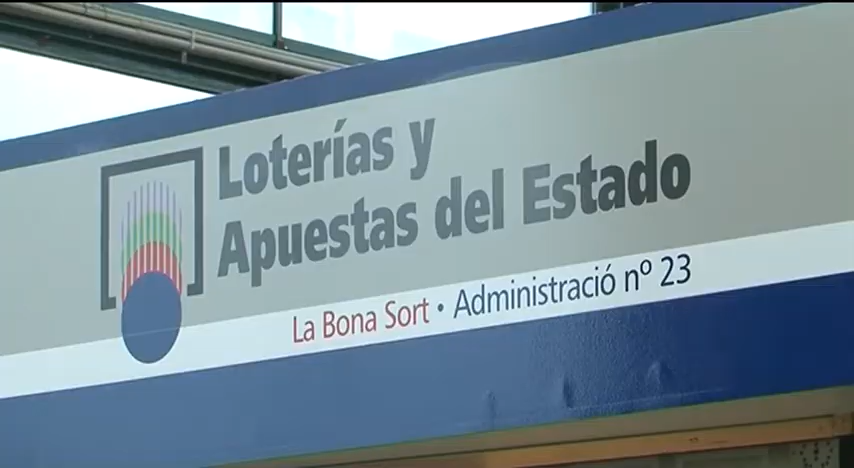 Loterías y
Apuestas del Estado
La Bona Sort • Administració nº 23